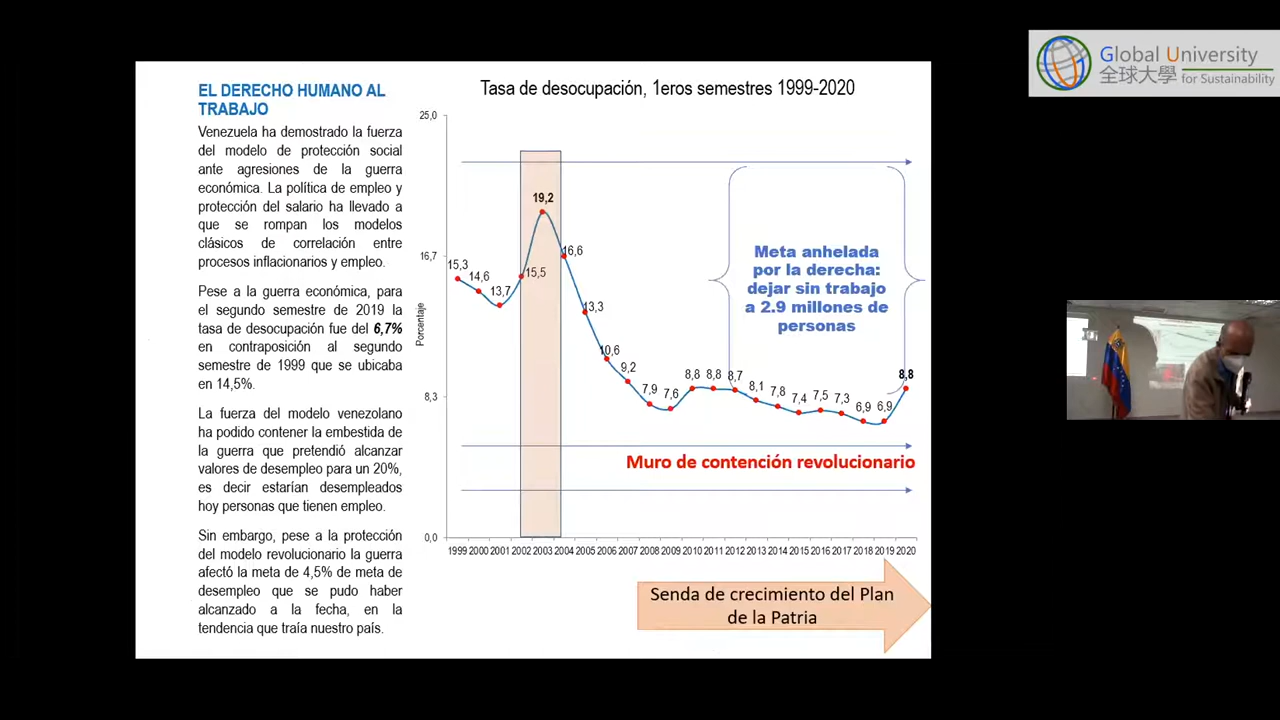 Global University
全球大學 for Sustainability
EL DERECHO HUMANO AL
TRABAJO
Venezuela ha demostrado la fuerza
del modelo de protección social
ante agresiones de la guerra
económica. La política de empleo y
protección del salario ha llevado a
que se rompan los modelos
clásicos de correlación entre
procesos inflacionarios y empleo.
Pese a la guerra económica, para
el segundo semestre de 2019 la
tasa de desocupación fue del 6,7%
en contraposición al segundo
semestre de 1999 que se ubicaba
en 14,5%.
La fuerza del modelo venezolano
ha podido contener la embestida de
la guerra que pretendió alcanzar
valores de desempleo para un 20%,
es decir estarían desempleados
hoy personas que tienen empleo.
Sin embargo, pese a la protección
del modelo revolucionario la guerra
afectó la meta de 4,5% de meta de
desempleo que se pudo haber
alcanzado a la fecha, en la
tendencia que traía nuestro país.
Tasa de desocupación, 1eros semestres 1999-2020
Porcentaje
25,0
16,7
8,3
0,0
15,3
14,6
13,7
15,5
19,2
16,6
13,3
10,6
9,2
7,9
7,6
8,8
8,8
8,7
8,1
7,8
7,4
7,5
7,3
6,9
6,9
8,8
Meta anhelada
por la derecha:
dejar sin trabajo
a 2.9 millones de
personas
Muro de contención revolucionario
1999 2000 2001 2002 2003 2004 2005 2006 2007 2008 2009 2010 2011 2012 2013 2014 2015 2016 2017 2018 2019 2020
Senda de crecimiento del Plan
de la Patria